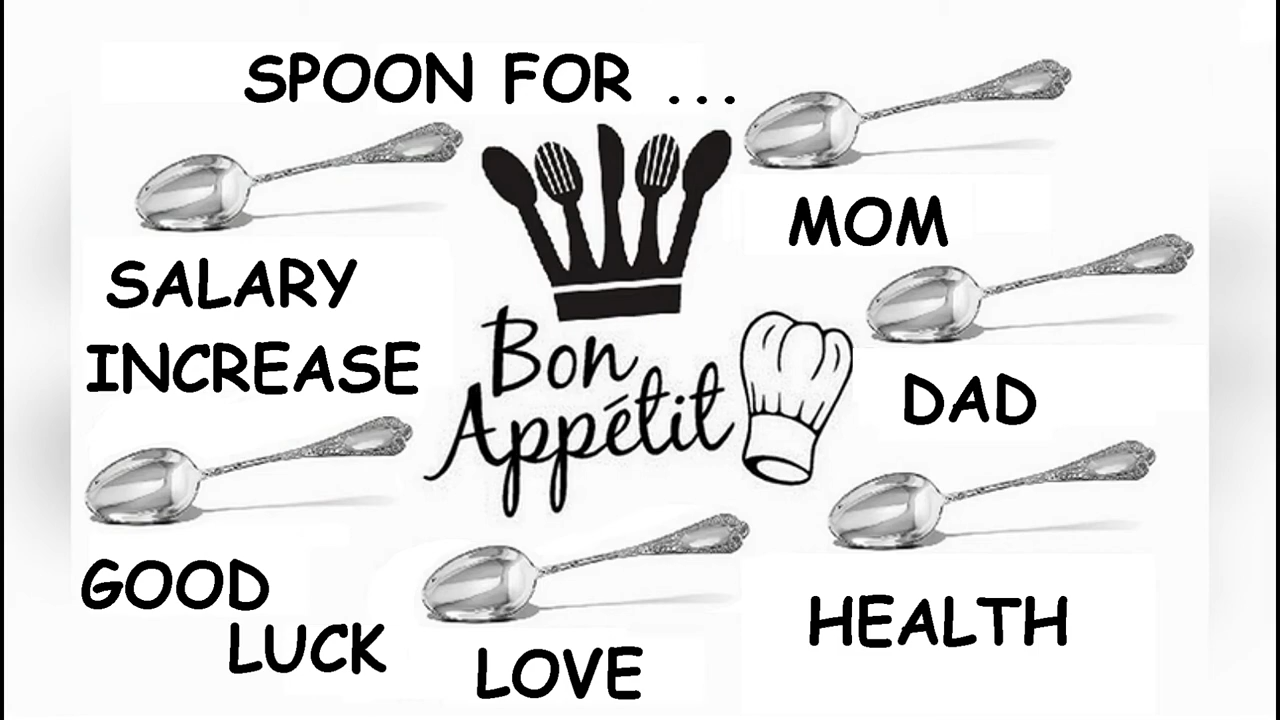 SPOON FOR ...
MOM
SALARY
INCREASE
Bon
Appétit
DAD
GOOD
LUCK
LOVE
HEALTH